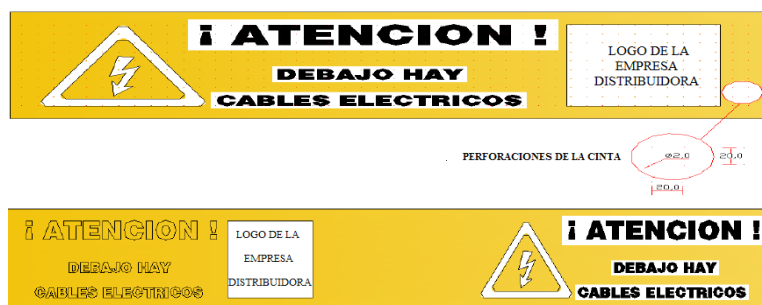 ¡ ATENCION !
DEBAJO HAY
CABLES ELECTRICOS
LOGO DE LA
EMPRESA
DISTRIBUIDORA
PERFORACIONES DE LA CINTA
⌀2,0
20,0
20,0
¡ ATENCION !
DEBAJO HAY
CABLES ELECTRICOS
LOGO DE LA
EMPRESA
DISTRIBUIDORA
¡ ATENCION !
DEBAJO HAY
CABLES ELECTRICOS